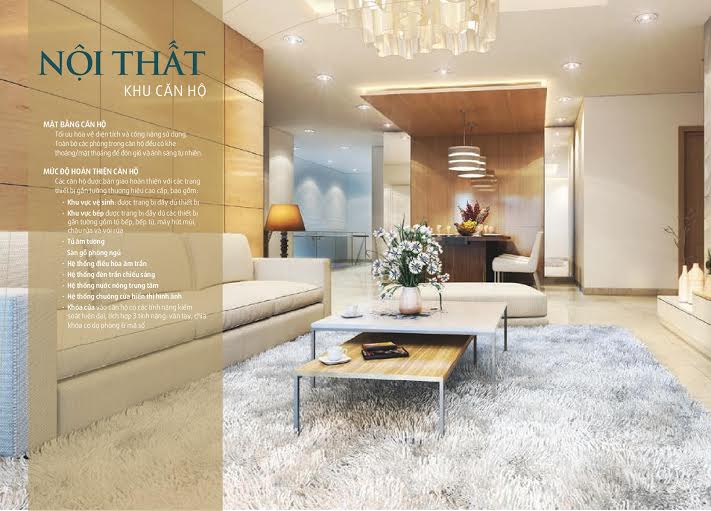 NỘI THẤT
KHU CĂN HỘ
MẶT BẰNG CĂN HỘ
Tối ưu hóa về diện tích và công năng sử dụng.
Toàn bộ các phòng trong căn hộ đều có khe
thoáng/mặt thoáng để đón gió và ánh sáng tự nhiên.
MỨC ĐỘ HOÀN THIỆN CĂN HỘ
Các căn hộ được bàn giao hoàn thiện với các trang
thiết bị gắn tường thương hiệu cao cấp, bao gồm:
- Khu vực vệ sinh: được trang bị đầy đủ thiết bị
- Khu vực bếp được trang bị đầy đủ các thiết bị
gắn tường gồm tủ bếp, bếp từ, máy hút mùi,
chậu rửa và vòi rửa
- Tủ âm tường
- Sàn gỗ phòng ngủ
- Hệ thống điều hòa âm trần
- Hệ thống đèn trần chiếu sáng
- Hệ thống nước nóng trung tâm
- Hệ thống chuông cửa hiển thị hình ảnh
- Khóa cửa vào căn hộ có các tính năng kiểm
soát hiện đại, tích hợp 3 tính năng: vân tay, chìa
khóa cơ dự phòng & mã số